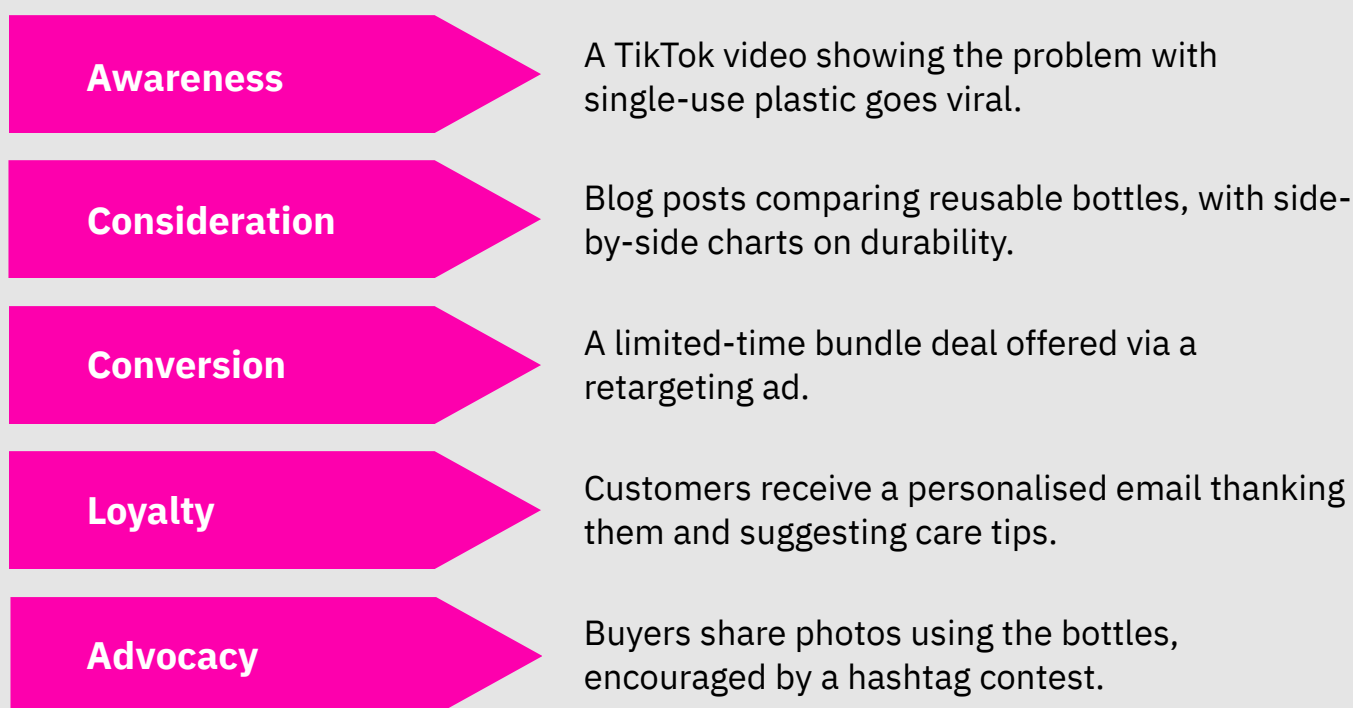 Awareness
A TikTok video showing the problem with
single-use plastic goes viral.
Consideration
Blog posts comparing reusable bottles, with side-
by-side charts on durability.
Conversion
A limited-time bundle deal offered via a
retargeting ad.
Loyalty
Customers receive a personalised email thanking
them and suggesting care tips.
Advocacy
Buyers share photos using the bottles,
encouraged by a hashtag contest.